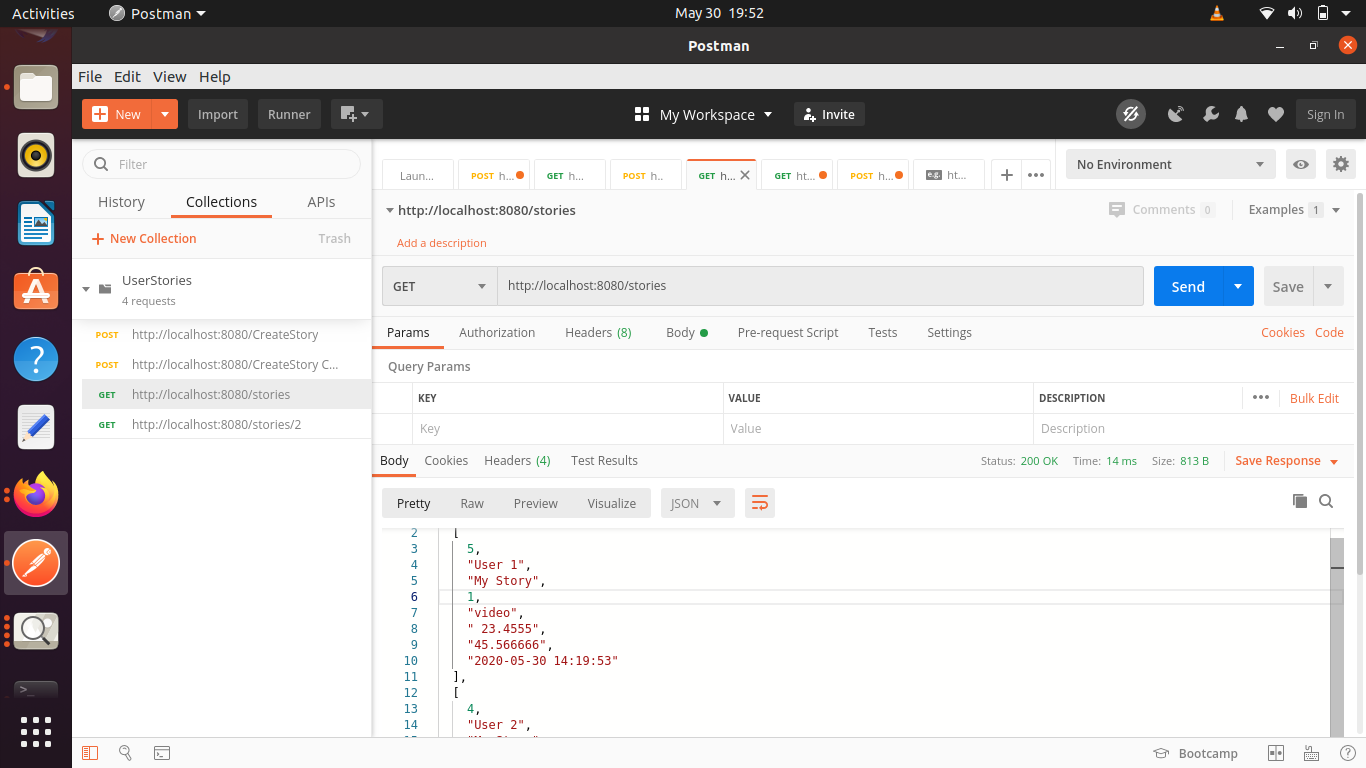 Activities Postman May 30 19:52
Postman
File Edit View Help
New Import Runner My Workspace Invite Sign In
Filter
History Collections APIs
New Collection Trash
UserStories
4 requests
POST http://localhost:8080/CreateStory
POST http://localhost:8080/CreateStory C...
GET http://localhost:8080/stories
GET http://localhost:8080/stories/2
Laun... POST h... GET h... POST h.. GET h... GET ht... POST h... e.g. ht...
No Environment
http://localhost:8080/stories Comments 0 Examples 1
Add a description
GET http://localhost:8080/stories Send Save
Params Authorization Headers (8) Body Pre-request Script Tests Settings Cookies Code
Query Params
KEY VALUE DESCRIPTION Bulk Edit
Key Value Description
Body Cookies Headers (4) Test Results Status: 200 OK Time: 14 ms Size: 813 B Save Response
Pretty Raw Preview Visualize JSON
2 [
3 5,
4 "User 1",
5 "My Story",
6 1,
7 "video",
8 " 23.4555",
9 "45.566666",
10 "2020-05-30 14:19:53"
11 ],
12 [
13 4,
14 "User 2",
Bootcamp